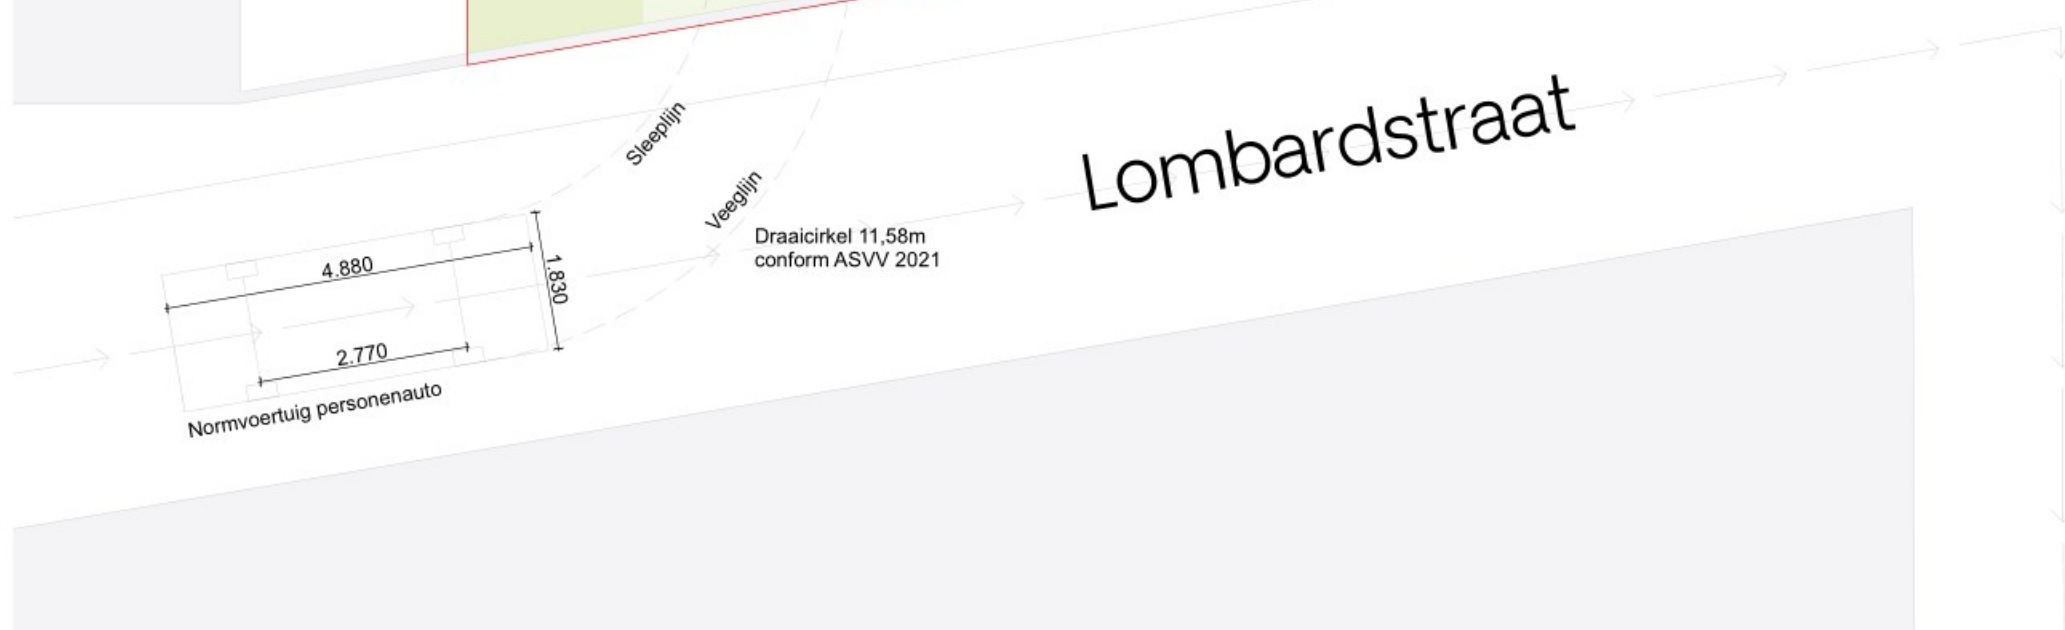 Lombardstraat
Sleeplijn
Veeglijn
Draaicirkel 11,58m
conform ASVV 2021
4.880
1.830
2.770
Normvoertuig personenauto